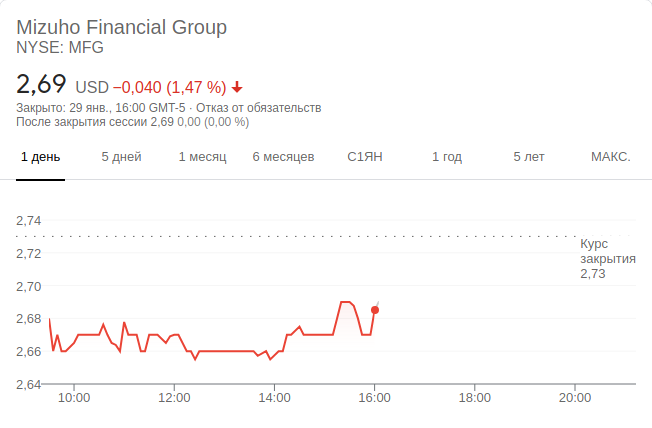 Mizuho Financial Group
NYSE: MFG
2,69 USD −0,040 (1,47 %)
Закрыто: 29 янв., 16:00 GMT-5 · Отказ от обязательств
После закрытия сессии 2,69 0,00 (0,00 %)
1 день 5 дней 1 месяц 6 месяцев С1ЯН 1 год 5 лет МАКС.
2,74
Курс
закрытия
2,73
2,72
2,70
2,68
2,66
2,64
10:00 12:00 14:00 16:00 18:00 20:00